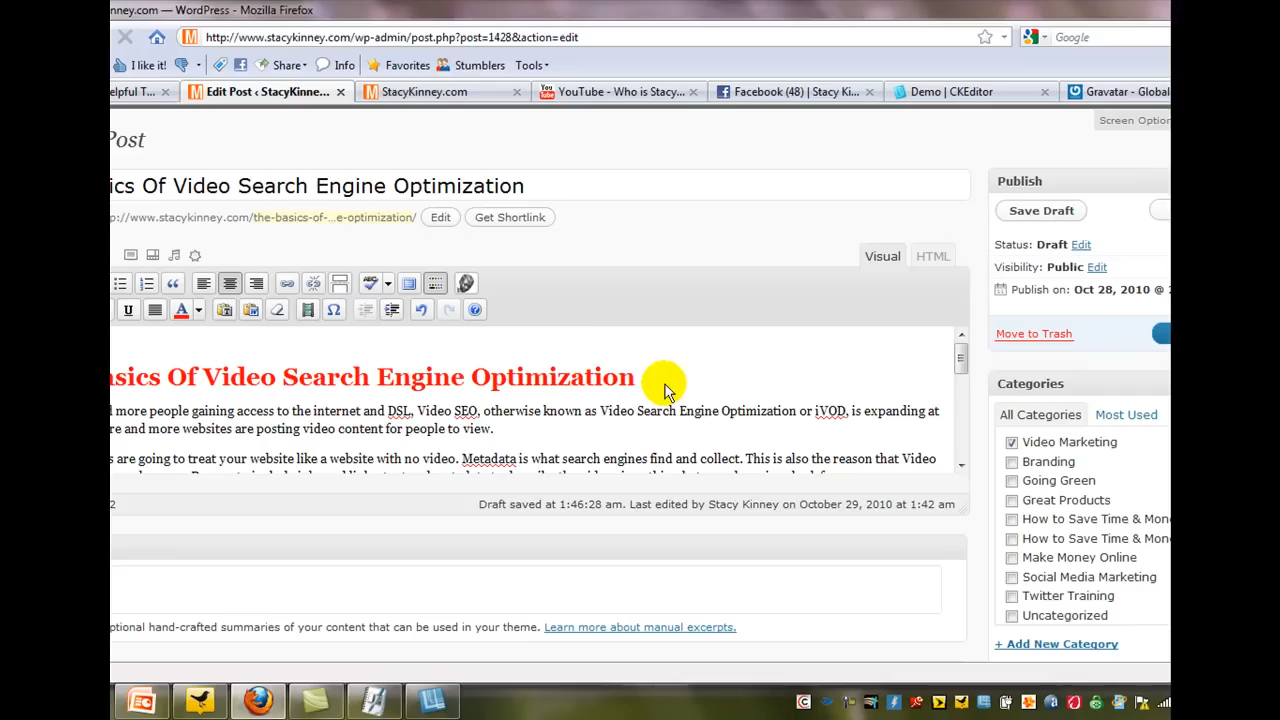 nney.com — WordPress - Mozilla Firefox
http://www.stacykinney.com/wp-admin/post.php?post=1428&action=edit
Google
I like it!
Share
Info
Favorites
Stumblers
Tools
elpful T...
Edit Post ‹ StacyKinne...
StacyKinney.com
YouTube - Who is Stacy...
Facebook (48) | Stacy Ki...
Demo | CKEditor
Gravatar - Global
Screen Option
Post
ics Of Video Search Engine Optimization
p://www.stacykinney.com/the-basics-of-...e-optimization/
Edit
Get Shortlink
Visual
HTML
asics Of Video Search Engine Optimization
d more people gaining access to the internet and DSL, Video SEO, otherwise known as Video Search Engine Optimization or iVOD, is expanding at
re and more websites are posting video content for people to view.
s are going to treat your website like a website with no video. Metadata is what search engines find and collect. This is also the reason that Video
2
Draft saved at 1:46:28 am. Last edited by Stacy Kinney on October 29, 2010 at 1:42 am
ptional hand-crafted summaries of your content that can be used in your theme. Learn more about manual excerpts.
Publish
Save Draft
Status: Draft Edit
Visibility: Public Edit
Publish on: Oct 28, 2010 @ 2
Move to Trash
Categories
All Categories
Most Used
Video Marketing
Branding
Going Green
Great Products
How to Save Time & Mone
How to Save Time & Mone
Make Money Online
Social Media Marketing
Twitter Training
Uncategorized
+ Add New Category